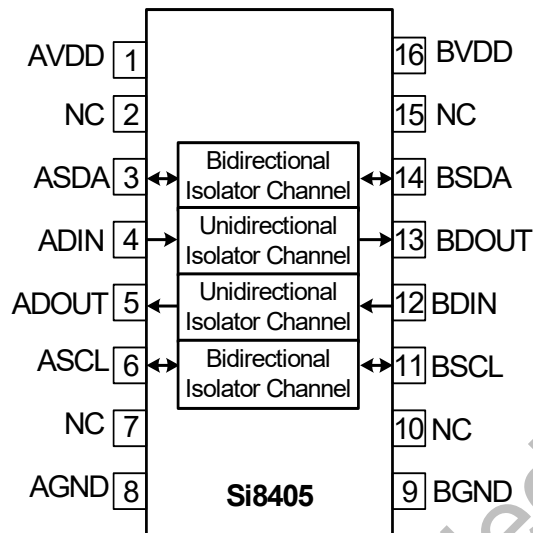 AVDD 1 16 BVDD
NC 2 15 NC
ASDA 3 Bidirectional Isolator Channel 14 BSDA
ADIN 4 Unidirectional Isolator Channel 13 BDOUT
ADOUT 5 Unidirectional Isolator Channel 12 BDIN
ASCL 6 Bidirectional Isolator Channel 11 BSCL
NC 7 10 NC
AGND 8 Si8405 9 BGND